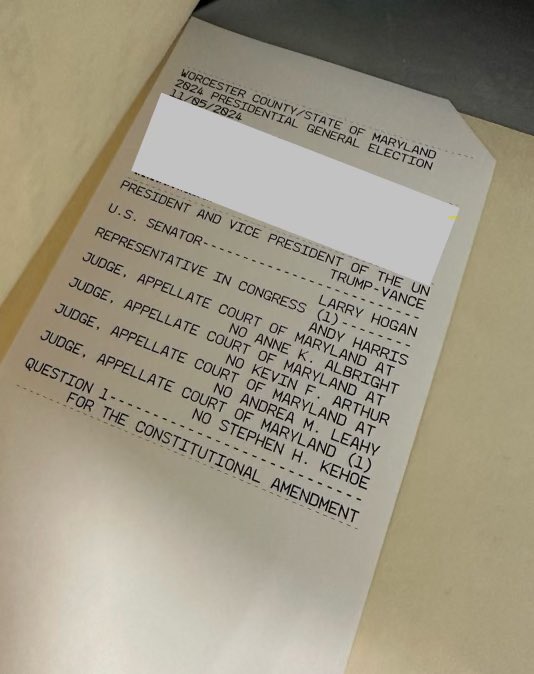 WORCESTER COUNTY/STATE OF MARYLAND
2024 PRESIDENTIAL GENERAL ELECTION
11/05/2024
PRESIDENT AND VICE PRESIDENT OF THE UN
TRUMP-VANCE
U.S. SENATOR
LARRY HOGAN
REPRESENTATIVE IN CONGRESS (1)
ANDY HARRIS
JUDGE, APPELLATE COURT OF MARYLAND AT
NO ANNE K. ALBRIGHT
JUDGE, APPELLATE COURT OF MARYLAND AT
NO KEVIN F. ARTHUR
JUDGE, APPELLATE COURT OF MARYLAND AT
NO ANDREA M. LEAHY
JUDGE, APPELLATE COURT OF MARYLAND (1)
NO STEPHEN H. KEHOE
QUESTION 1
FOR THE CONSTITUTIONAL AMENDMENT